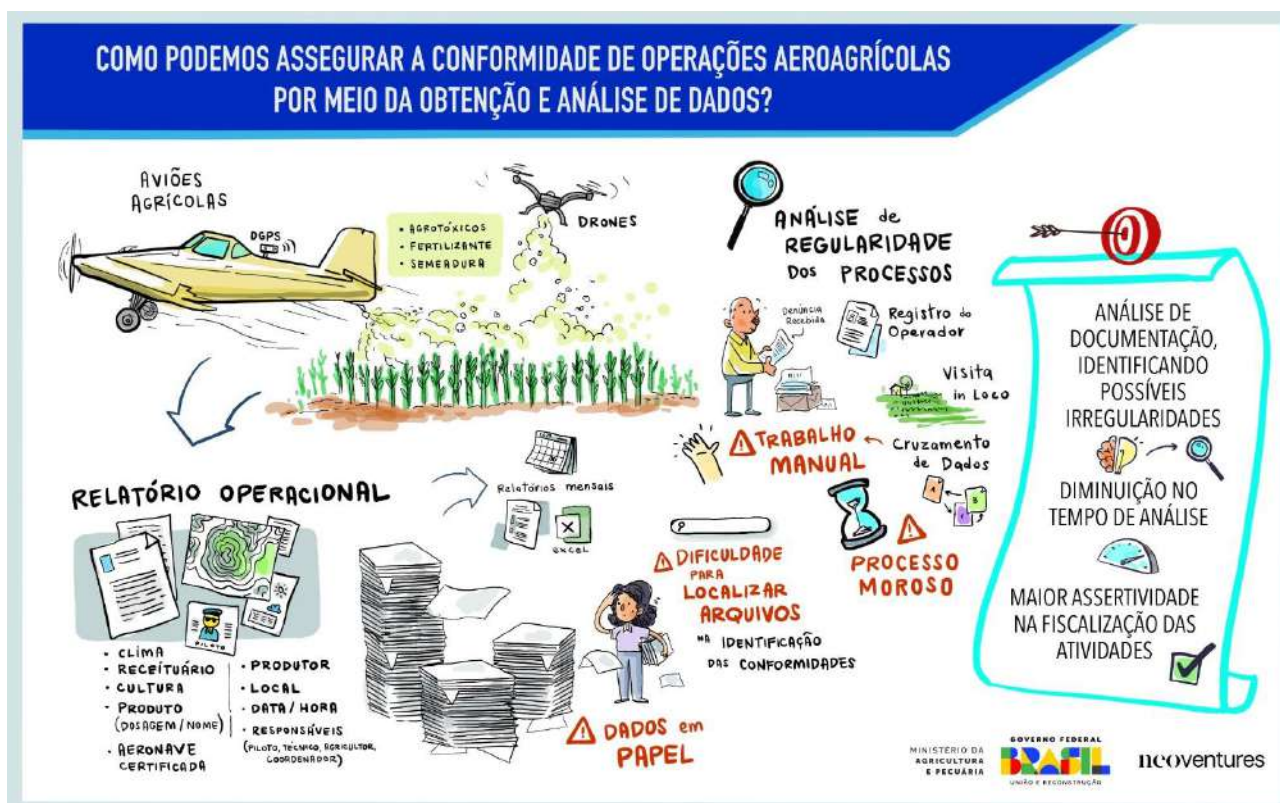 COMO PODEMOS ASSEGURAR A CONFORMIDADE DE OPERAÇÕES AEROAGRÍCOLAS
POR MEIO DA OBTENÇÃO E ANÁLISE DE DADOS?
AVIÕES
AGRÍCOLAS
DGPS
• AGROTÓXICOS
• FERTILIZANTE
• SEMEADURA
DRONES
RELATÓRIO OPERACIONAL
PILOTO
• CLIMA
• RECEITUÁRIO
• CULTURA
• PRODUTO
(DOSAGEM/NOME)
• AERONAVE
CERTIFICADA
• PRODUTOR
• LOCAL
• DATA/HORA
• RESPONSÁVEIS
(PILOTO, TÉCNICO, AGRICULTOR,
COORDENADOR)
Relatórios mensais
X
excel
DADOS em
PAPEL
DIFICULDADE
PARA
LOCALIZAR
ARQUIVOS
NA IDENTIFICAÇÃO
DAS CONFORMIDADES
ANÁLISE de
REGULARIDADE
DOS PROCESSOS
Denúncia
Recebida
Registro do
Operador
Visita
in Loco
Cruzamento
de Dados
TRABALHO
MANUAL
PROCESSO
MOROSO
ANÁLISE DE
DOCUMENTAÇÃO,
IDENTIFICANDO
POSSÍVEIS
IRREGULARIDADES
DIMINUIÇÃO NO
TEMPO DE ANÁLISE
MAIOR ASSERTIVIDADE
NA FISCALIZAÇÃO DAS
ATIVIDADES
MINISTÉRIO DA
AGRICULTURA
E PECUÁRIA
GOVERNO FEDERAL
BRASIL
UNIÃO E RECONSTRUÇÃO
neoventures